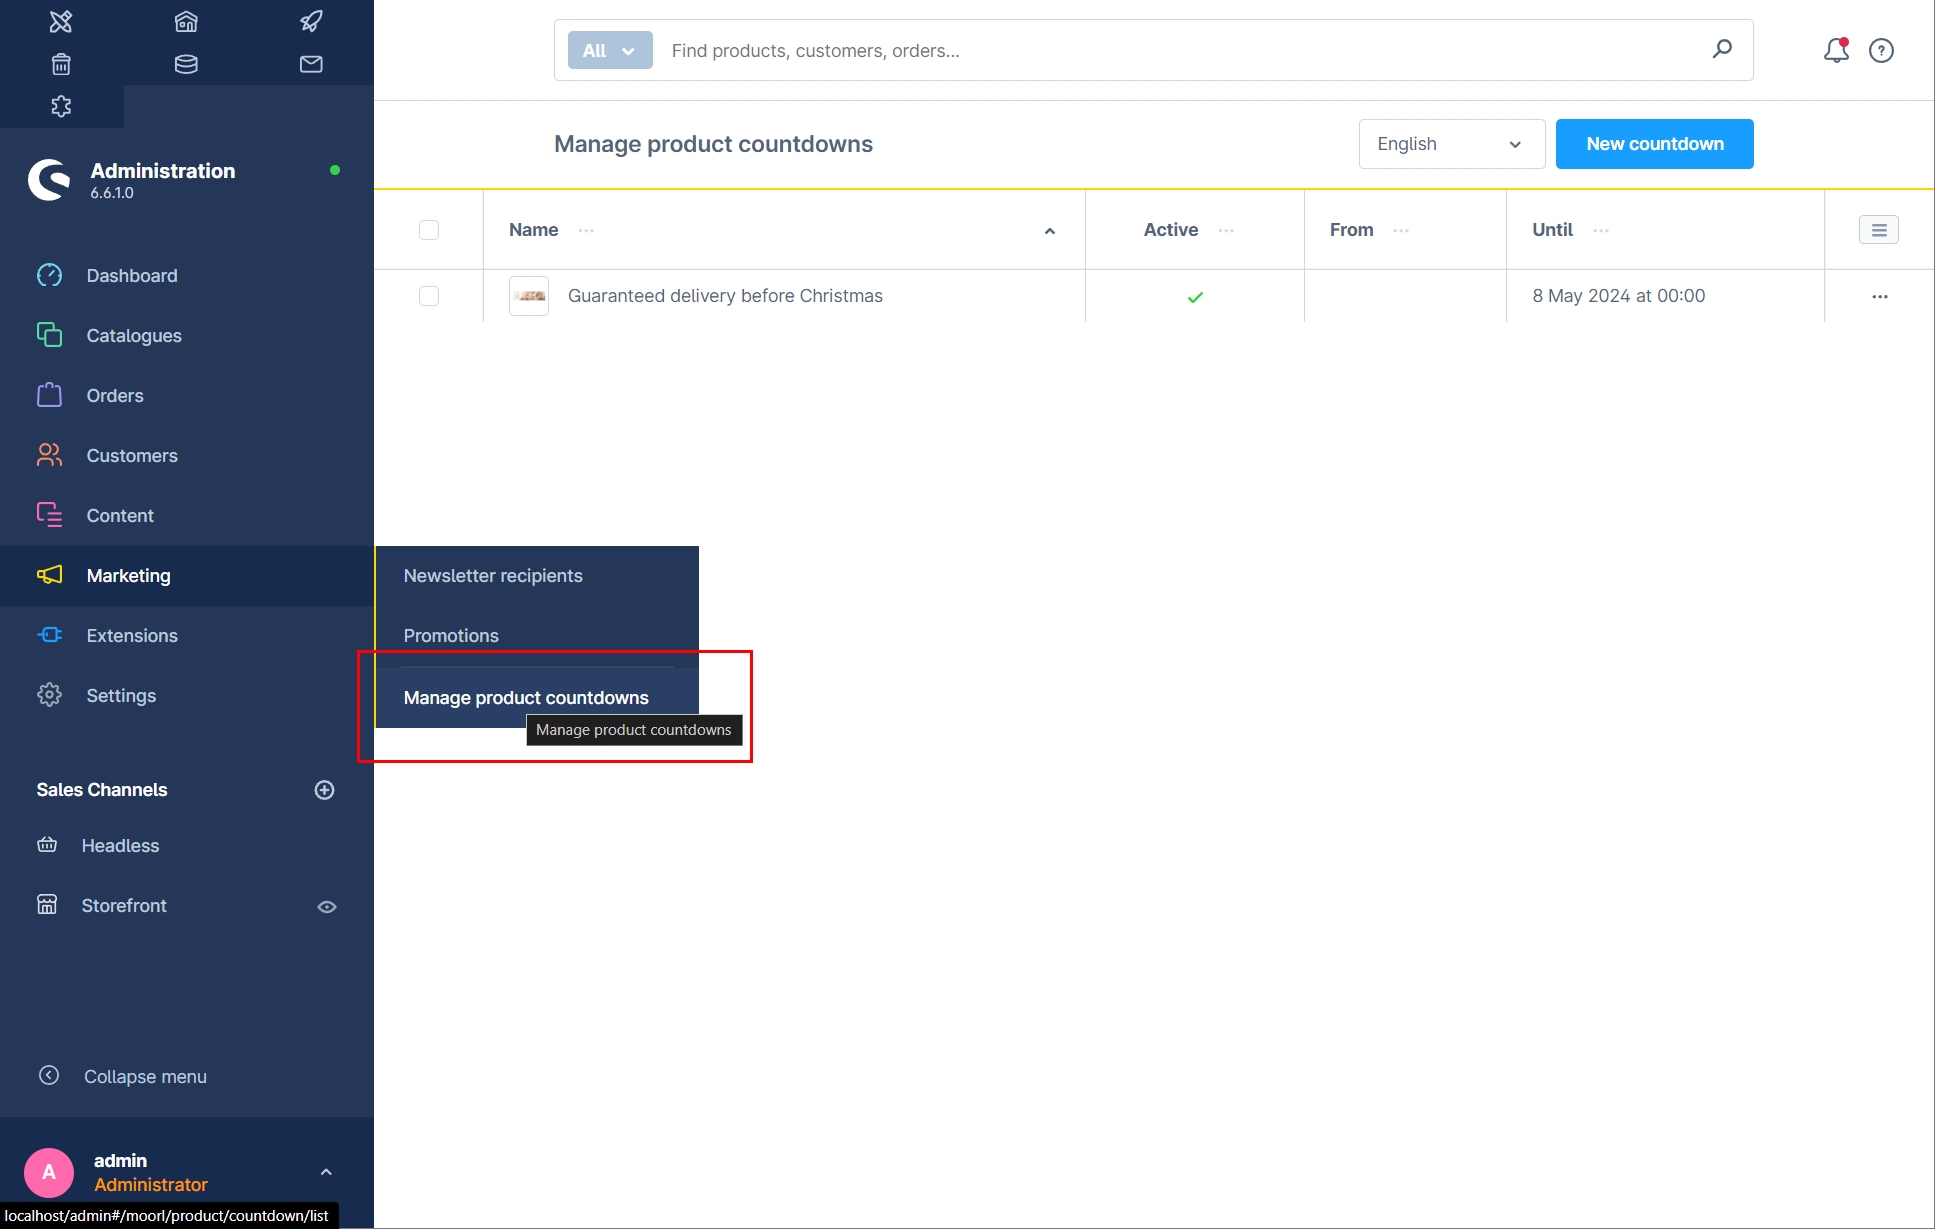 All
Find products, customers, orders...
Administration
6.6.1.0
Manage product countdowns
English
New countdown
Name
Active
From
Until
Guaranteed delivery before Christmas
8 May 2024 at 00:00
Dashboard
Catalogues
Orders
Customers
Content
Marketing
Extensions
Settings
Newsletter recipients
Promotions
Manage product countdowns
Manage product countdowns
Sales Channels
Headless
Storefront
Collapse menu
A
admin
Administrator
localhost/admin#/moorl/product/countdown/list